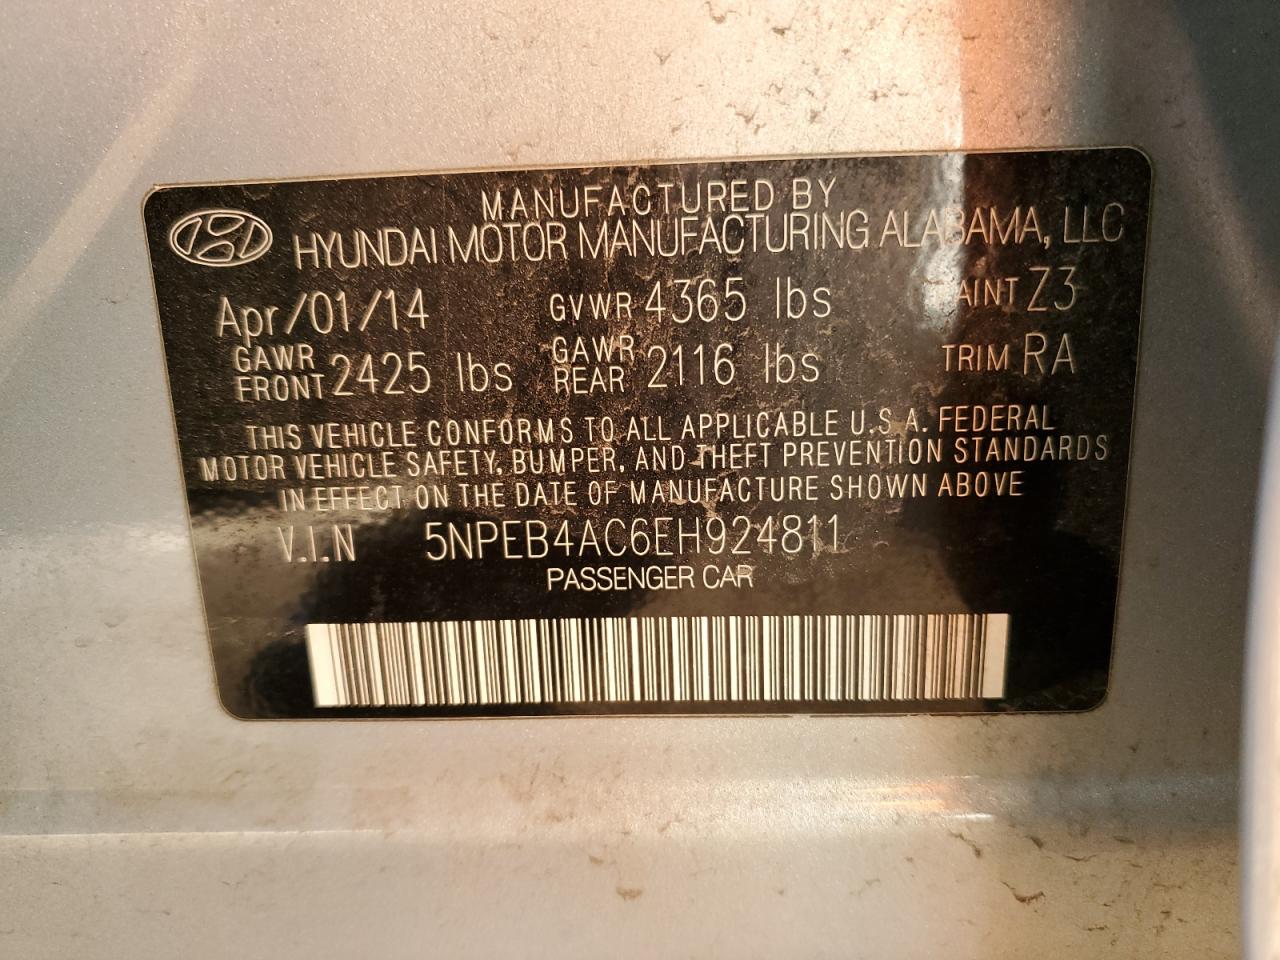 MANUFACTURED BY
HYUNDAI MOTOR MANUFACTURING ALABAMA, LLC
Apr/01/14 GVWR 4365 lbs PAINT Z3
GAWR FRONT 2425 lbs GAWR REAR 2116 lbs TRIM RA
THIS VEHICLE CONFORMS TO ALL APPLICABLE U.S.A. FEDERAL
MOTOR VEHICLE SAFETY, BUMPER, AND THEFT PREVENTION STANDARDS
IN EFFECT ON THE DATE OF MANUFACTURE SHOWN ABOVE
V.I.N 5NPEB4AC6EH924811
PASSENGER CAR